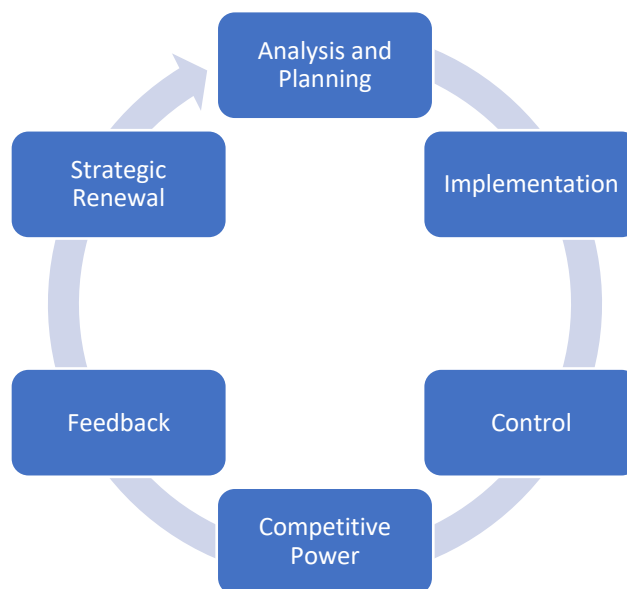 Analysis and
Planning
Implementation
Control
Competitive
Power
Feedback
Strategic
Renewal